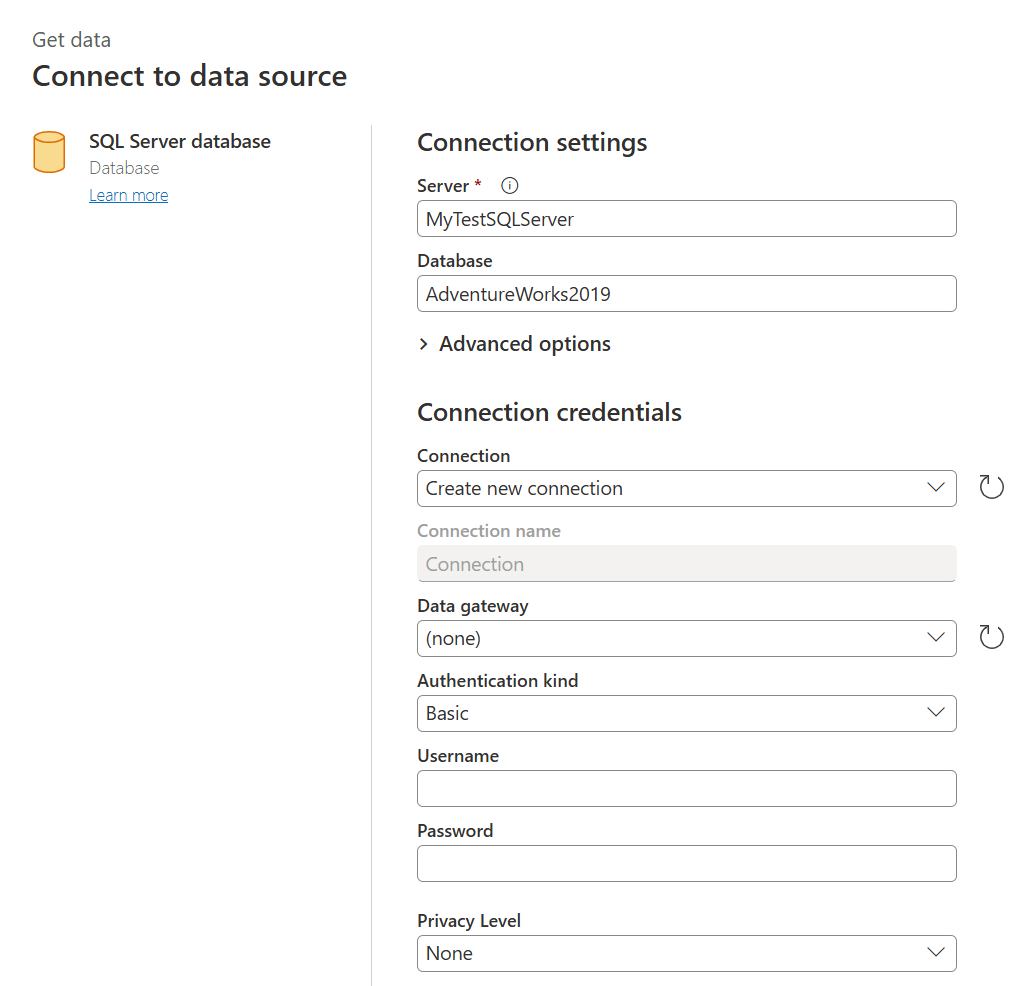 Get data
Connect to data source
SQL Server database
Database
Learn more
Connection settings
Server *
MyTestSQLServer
Database
AdventureWorks2019
Advanced options
Connection credentials
Connection
Create new connection
Connection name
Connection
Data gateway
(none)
Authentication kind
Basic
Username
Password
Privacy Level
None